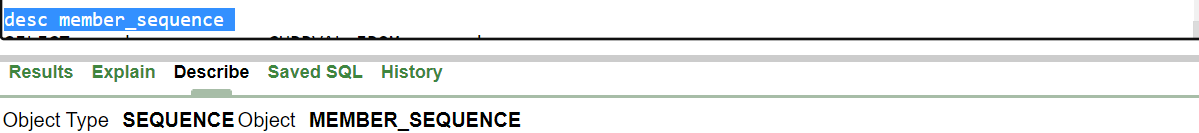 desc member_sequence
Results Explain Describe Saved SQL History
Object Type SEQUENCE Object MEMBER_SEQUENCE